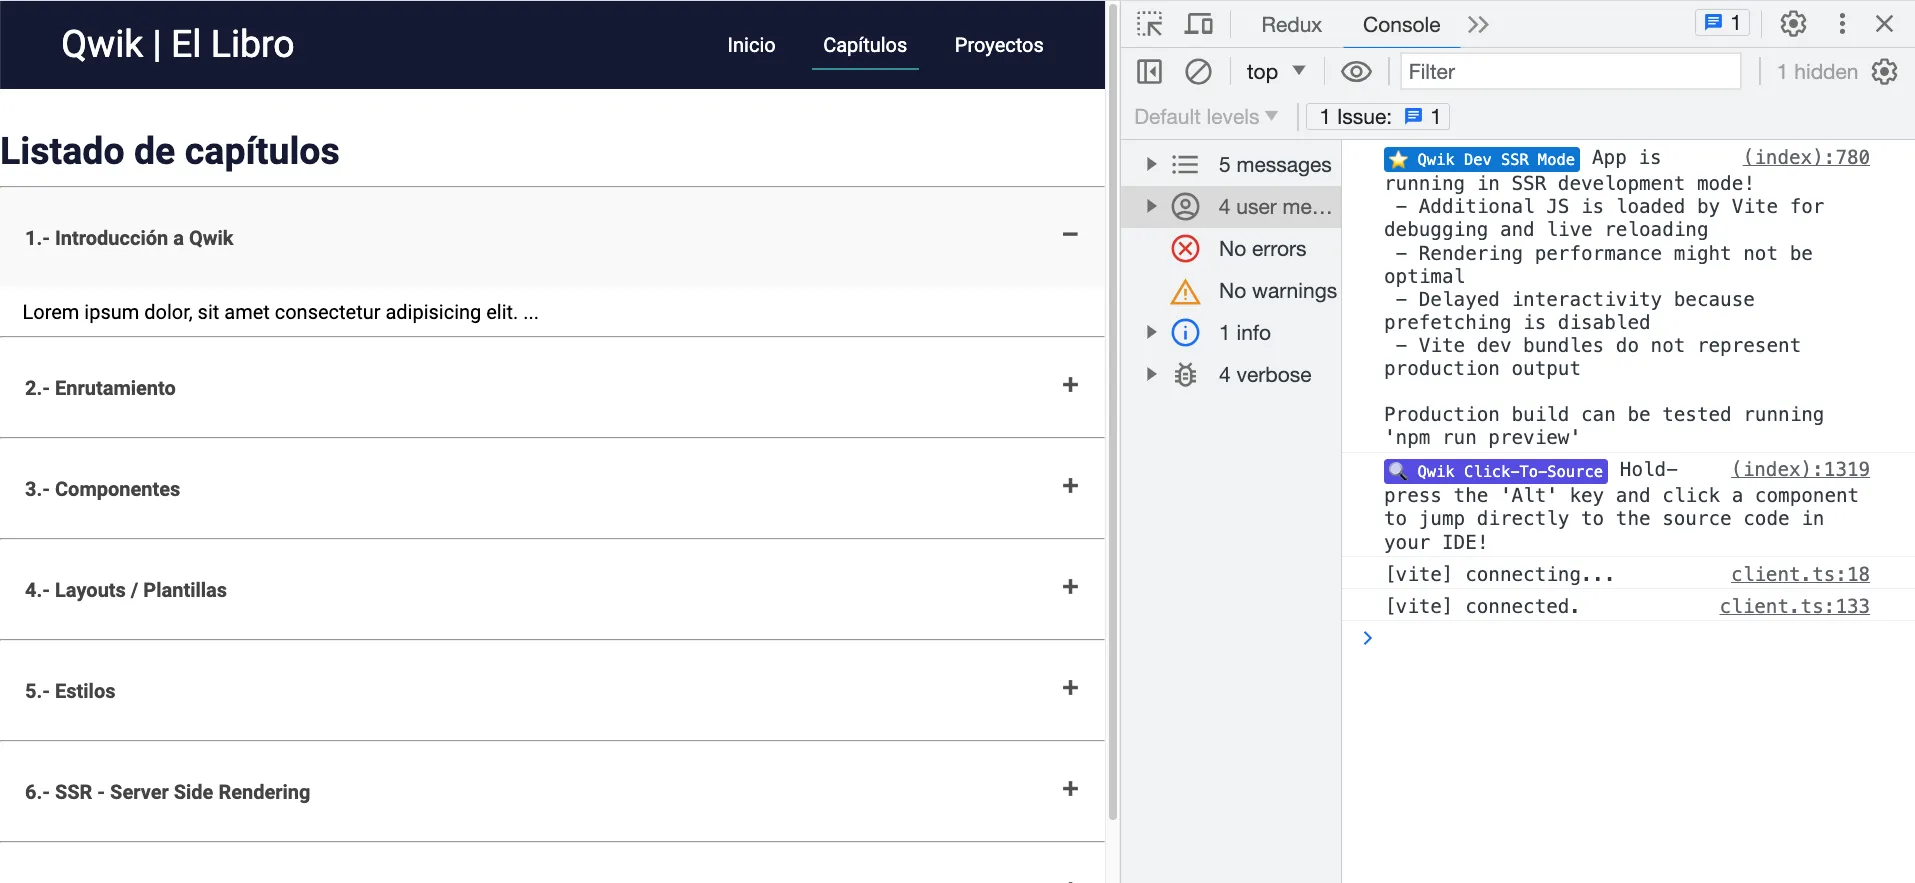 Qwik | El Libro
Inicio Capítulos Proyectos
Listado de capítulos
1.- Introducción a Qwik
Lorem ipsum dolor, sit amet consectetur adipisicing elit. ...
2.- Enrutamiento
3.- Componentes
4.- Layouts / Plantillas
5.- Estilos
6.- SSR - Server Side Rendering
Redux Console 1
top Filter 1 hidden
Default levels 1 Issue: 1
5 messages
4 user me...
No errors
No warnings
1 info
4 verbose
Qwik Dev SSR Mode App is (index):780
running in SSR development mode!
- Additional JS is loaded by Vite for
debugging and live reloading
- Rendering performance might not be
optimal
- Delayed interactivity because
prefetching is disabled
- Vite dev bundles do not represent
production output
Production build can be tested running
'npm run preview'
Qwik Click-To-Source Hold- (index):1319
press the 'Alt' key and click a component
to jump directly to the source code in
your IDE!
[vite] connecting... client.ts:18
[vite] connected. client.ts:133